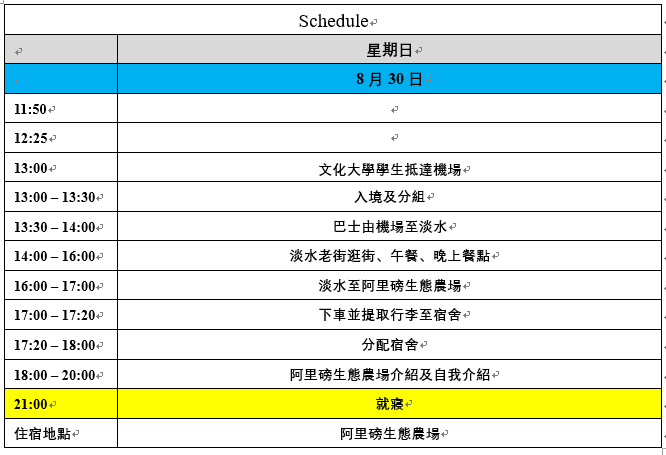 Schedule
星期日
8 月 30 日
11:50
12:25
13:00 文化大學學生抵達機場
13:00 – 13:30 入境及分組
13:30 – 14:00 巴士由機場至淡水
14:00 – 16:00 淡水老街逛街、午餐、晚上餐點
16:00 – 17:00 淡水至阿里磅生態農場
17:00 – 17:20 下車並提取行李至宿舍
17:20 – 18:00 分配宿舍
18:00 – 20:00 阿里磅生態農場介紹及自我介紹
21:00 就寢
住宿地點 阿里磅生態農場